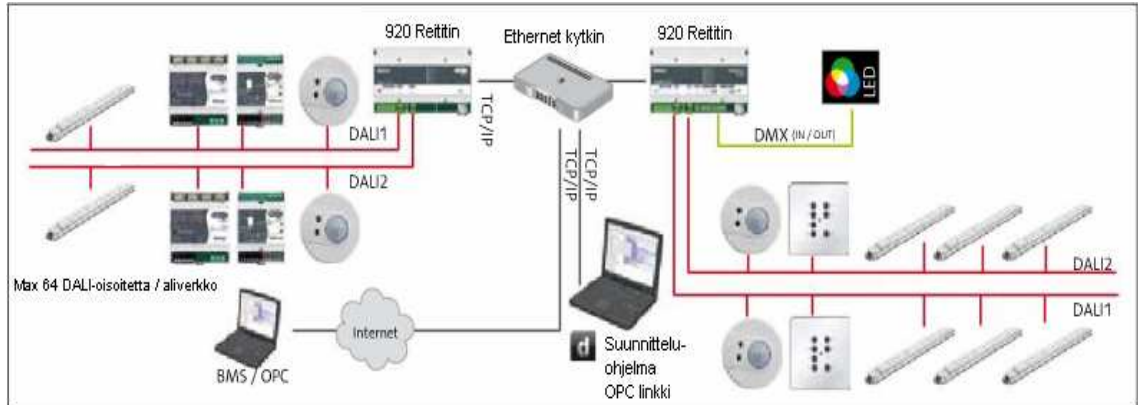 920 Reititin
Ethernet kytkin
920 Reititin
TCP/IP
LED
DMX (IN / OUT)
DALI1
DALI2
TCP/IP
TCP/IP
Max 64 DALI-oisoitetta / aliverkko
DALI2
DALI1
Internet
BMS / OPC
d
Suunnittelu-
ohjelma
OPC linkki